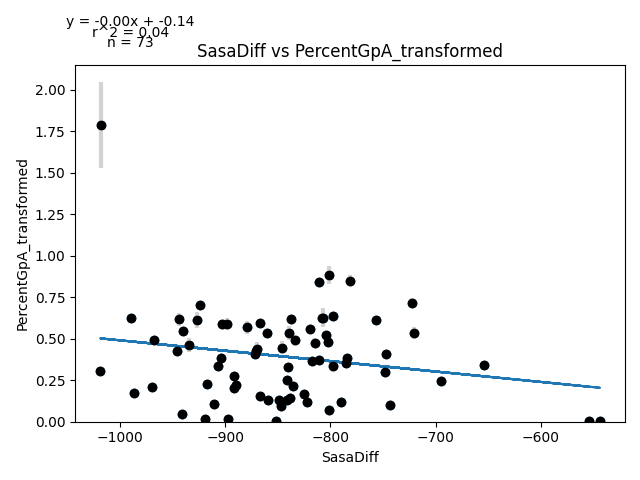 y = -0.00x + -0.14
r^2 = 0.04
n = 73
SasaDiff vs PercentGpA_transformed
2.00
1.75
1.50
1.25
1.00
0.75
0.50
0.25
0.00
PercentGpA_transformed
−1000
−900
−800
−700
−600
SasaDiff